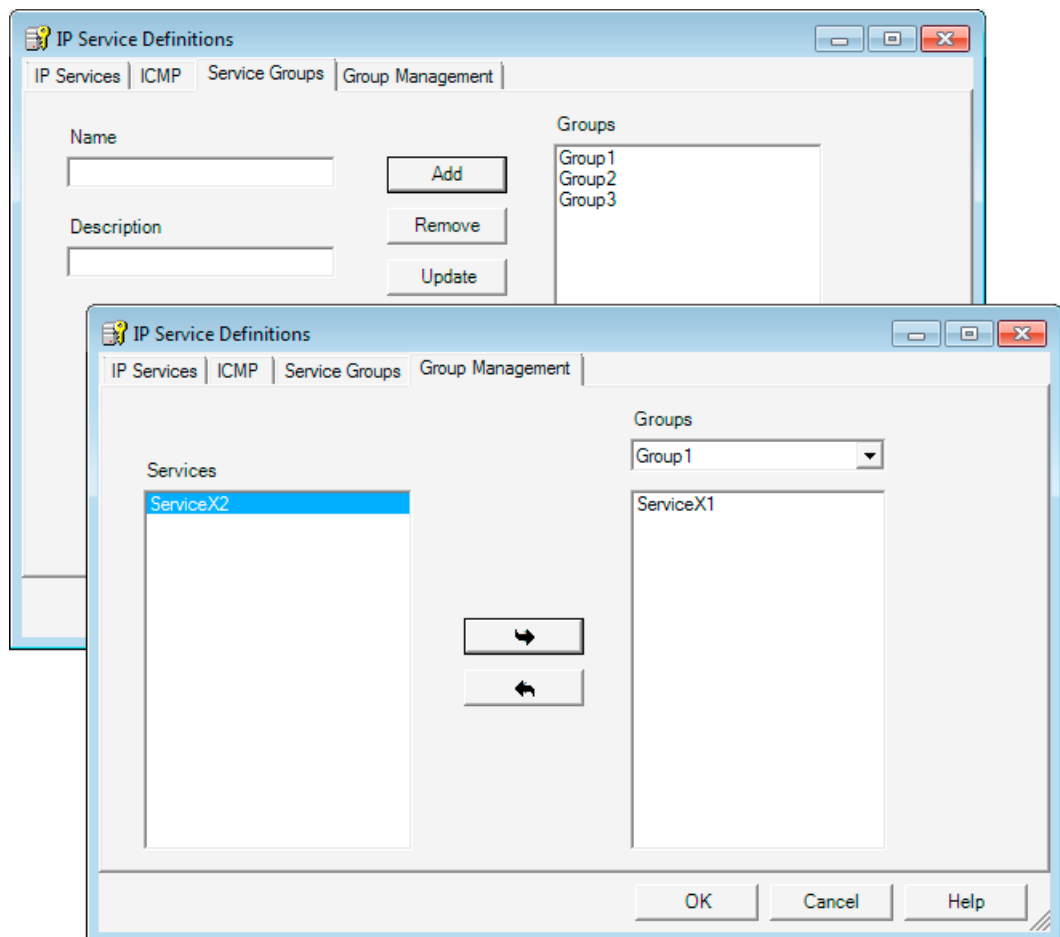 IP Service Definitions
IP Services ICMP Service Groups Group Management
Name
Groups
Add
Group1
Group2
Group3
Description
Remove
Update
IP Service Definitions
IP Services ICMP Service Groups Group Management
Groups
Group1
Services
ServiceX2
ServiceX1
OK Cancel Help